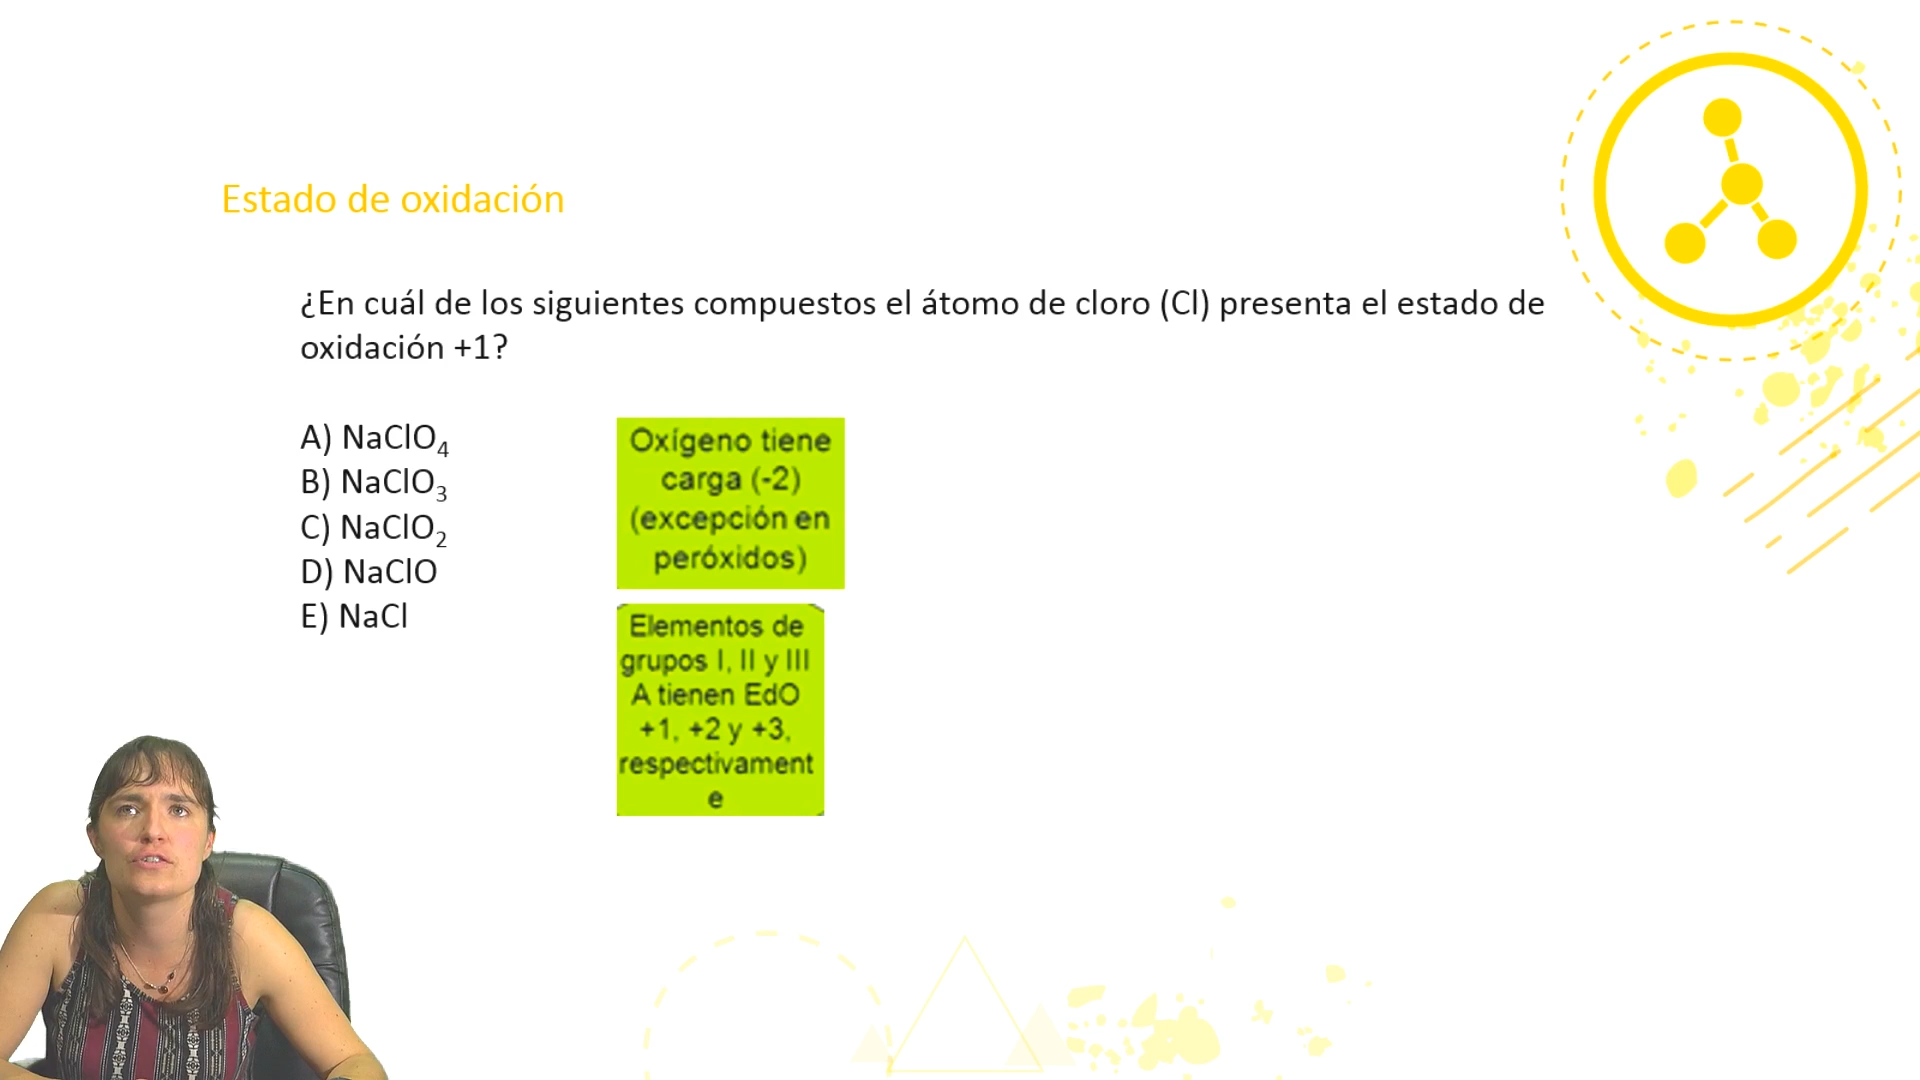 Estado de oxidación
¿En cuál de los siguientes compuestos el átomo de cloro (Cl) presenta el estado de
oxidación +1?
A) NaClO₄
B) NaClO₃
C) NaClO₂
D) NaClO
E) NaCl
Oxígeno tiene
carga (-2)
(excepción en
peróxidos)
Elementos de
grupos I, II y III
A tienen EdO
+1, +2 y +3,
respectivament
e